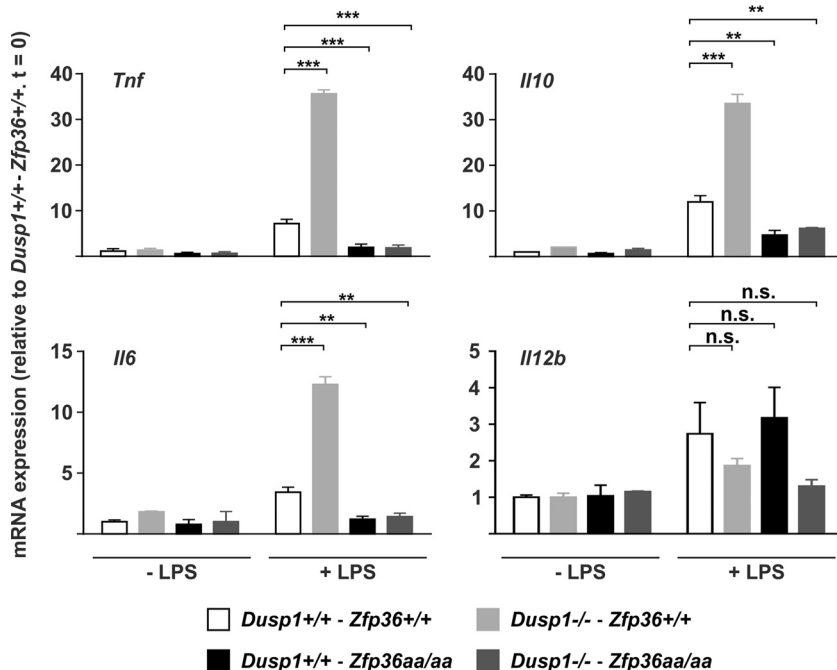 mRNA expression (relative to Dusp1+/+- Zfp36+/+. t = 0)
***
***
***
Tnf
40
30
20
10
**
**
***
Il10
40
30
20
10
**
**
***
Il6
15
10
5
n.s.
n.s.
n.s.
Il12b
5
4
3
2
1
- LPS
+ LPS
- LPS
+ LPS
Dusp1+/+ - Zfp36+/+
Dusp1-/- - Zfp36+/+
Dusp1+/+ - Zfp36aa/aa
Dusp1-/- - Zfp36aa/aa